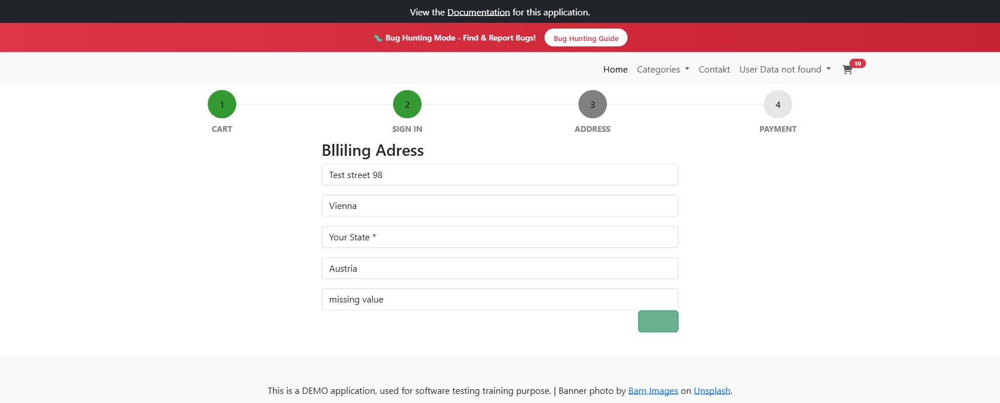 View the Documentation for this application.
Bug Hunting Mode - Find & Report Bugs! Bug Hunting Guide
Home Categories Contakt User Data not found 10
1 2 3 4
CART SIGN IN ADDRESS PAYMENT
Blliling Adress
Test street 98
Vienna
Your State *
Austria
missing value
This is a DEMO application, used for software testing training purpose. | Banner photo by Barn Images on Unsplash.